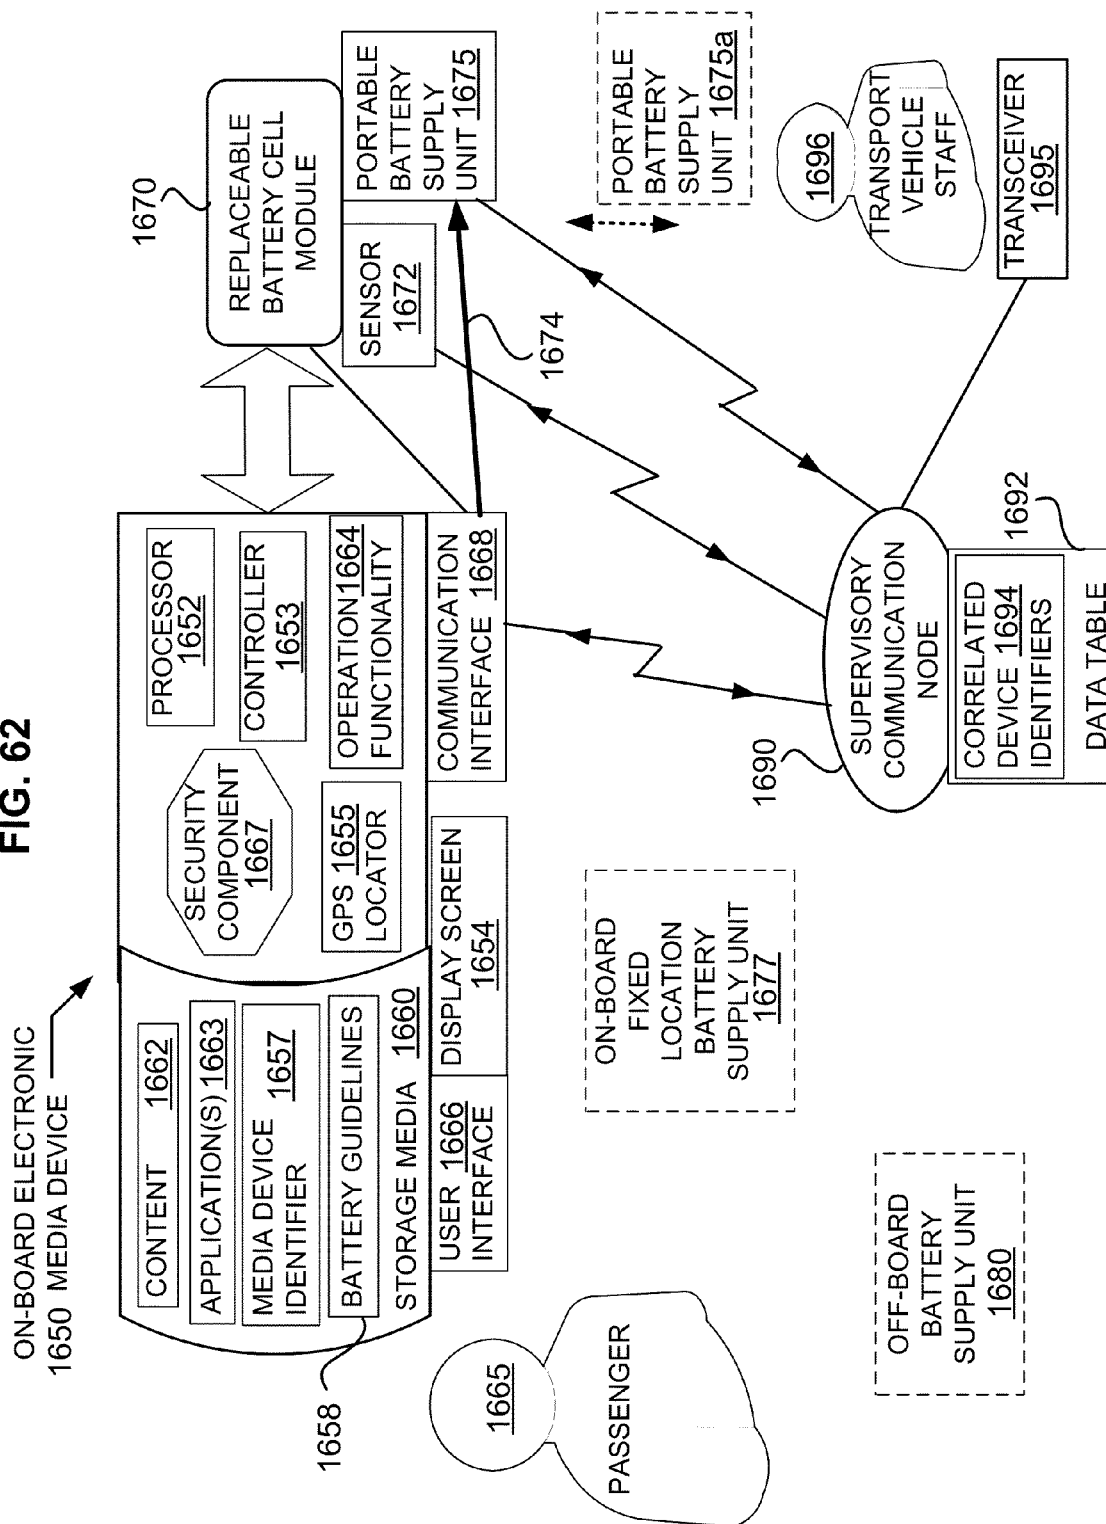 FIG. 62
ON-BOARD ELECTRONIC
1650 MEDIA DEVICE
CONTENT 1662
APPLICATION(S) 1663
MEDIA DEVICE
IDENTIFIER 1657
BATTERY GUIDELINES
STORAGE MEDIA 1660
1658
SECURITY
COMPONENT
1667
GPS 1655
LOCATOR
PROCESSOR
1652
CONTROLLER
1653
OPERATION 1664
FUNCTIONALITY
USER 1666
INTERFACE
DISPLAY SCREEN
1654
COMMUNICATION
INTERFACE 1668
1670
REPLACEABLE
BATTERY CELL
MODULE
SENSOR
1672
PORTABLE
BATTERY
SUPPLY
UNIT 1675
1674
PORTABLE
BATTERY
SUPPLY
UNIT 1675a
1665
PASSENGER
ON-BOARD
FIXED
LOCATION
BATTERY
SUPPLY UNIT
1677
OFF-BOARD
BATTERY
SUPPLY UNIT
1680
1690
SUPERVISORY
COMMUNICATION
NODE
1692
CORRELATED
DEVICE 1694
IDENTIFIERS
DATA TABLE
1696
TRANSPORT
VEHICLE
STAFF
TRANSCEIVER
1695